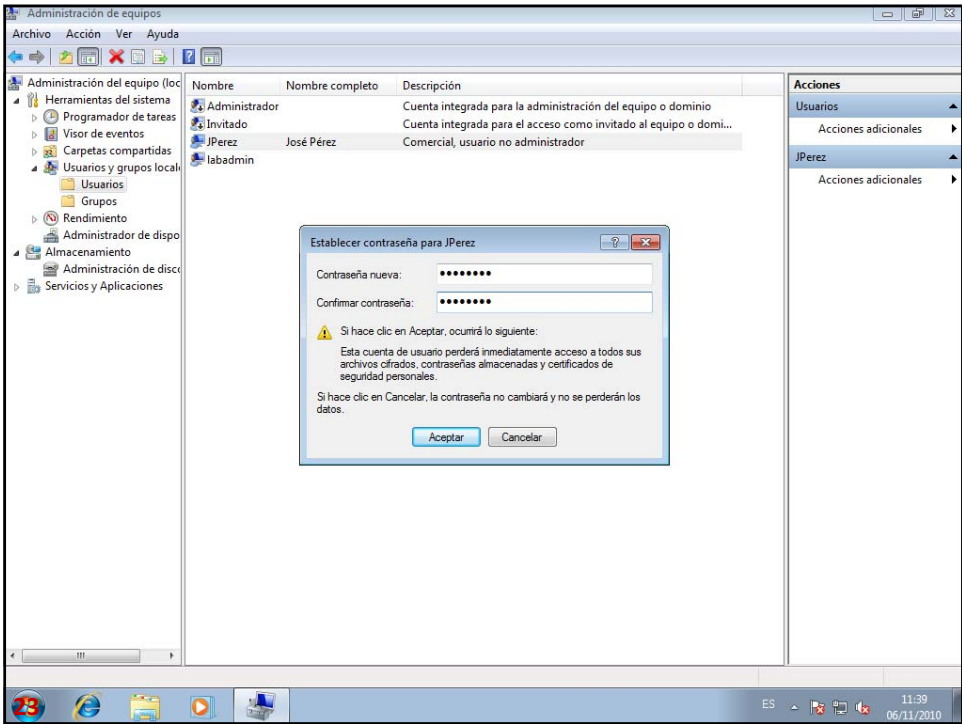 Administración de equipos
Archivo Acción Ver Ayuda
Administración del equipo (loc
Herramientas del sistema
Programador de tareas
Visor de eventos
Carpetas compartidas
Usuarios y grupos locale
Usuarios
Grupos
Rendimiento
Administrador de dispo
Almacenamiento
Administración de disco
Servicios y Aplicaciones
Nombre Nombre completo Descripción
Administrador Cuenta integrada para la administración del equipo o dominio
Invitado Cuenta integrada para el acceso como invitado al equipo o domi...
JPerez José Pérez Comercial, usuario no administrador
labadmin
Acciones
Usuarios
Acciones adicionales
JPerez
Acciones adicionales
Establecer contraseña para JPerez
Contraseña nueva: ••••••••
Confirmar contraseña: ••••••••
Si hace clic en Aceptar, ocurrirá lo siguiente:
Esta cuenta de usuario perderá inmediatamente acceso a todos sus
archivos cifrados, contraseñas almacenadas y certificados de
seguridad personales.
Si hace clic en Cancelar, la contraseña no cambiará y no se perderán los
datos.
Aceptar Cancelar
23
ES
11:39
06/11/2010